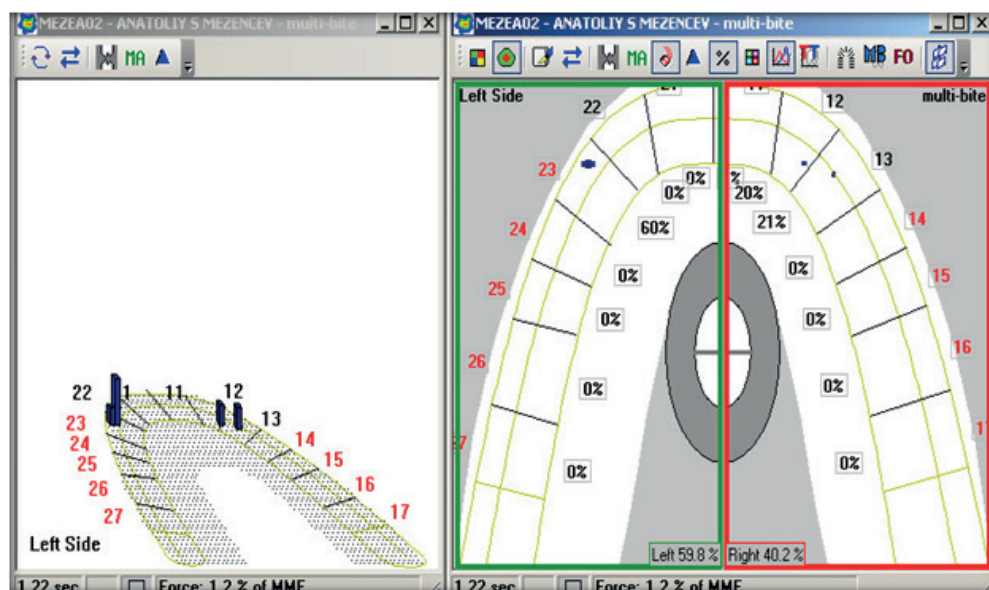 MEZEA02 - ANATOLIY S MEZENCEV - multi-bite
MA
22
1
11
12
13
23
24
25
26
27
14
15
16
17
Left Side
1.22 sec
Force: 1.2 % of MMF
MEZEA02 - ANATOLIY S MEZENCEV - multi-bite
MA
%
MB
FO
Left Side
multi-bite
22
12
23
13
24
14
25
15
26
16
0%
0%
20%
60%
21%
0%
0%
0%
0%
0%
0%
0%
0%
Left 59.8 %
Right 40.2 %
1.22 sec
Force: 1.2 % of MMF